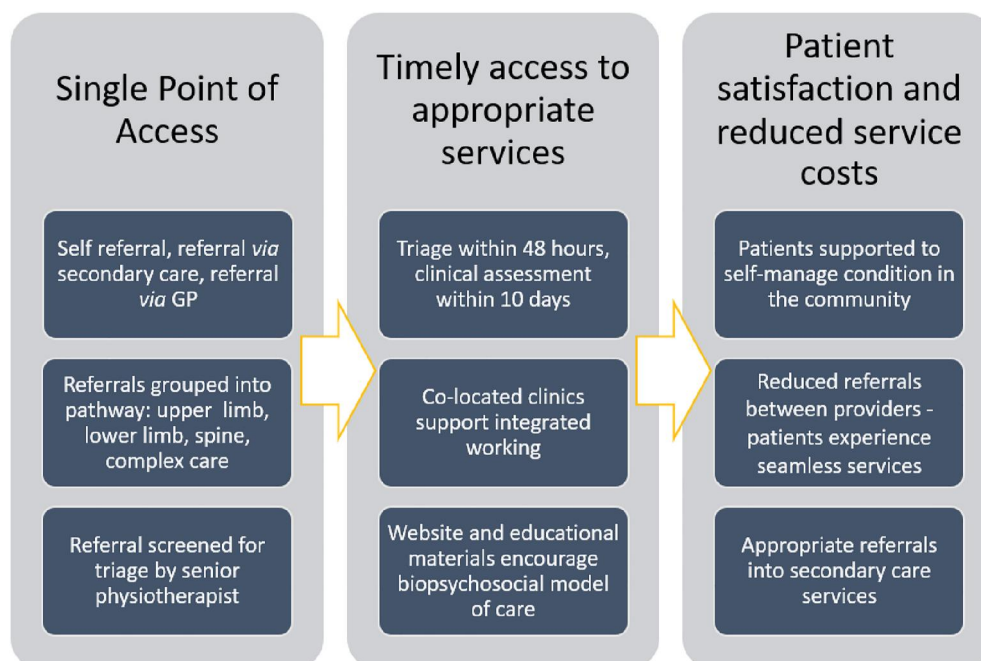 Single Point of
Access
Self referral, referral via
secondary care, referral
via GP
Referrals grouped into
pathway: upper limb,
lower limb, spine,
complex care
Referral screened for
triage by senior
physiotherapist
Timely access to
appropriate
services
Triage within 48 hours,
clinical assessment
within 10 days
Co-located clinics
support integrated
working
Website and educational
materials encourage
biopsychosocial model
of care
Patient
satisfaction and
reduced service
costs
Patients supported to
self-manage condition in
the community
Reduced referrals
between providers -
patients experience
seamless services
Appropriate referrals
into secondary care
services